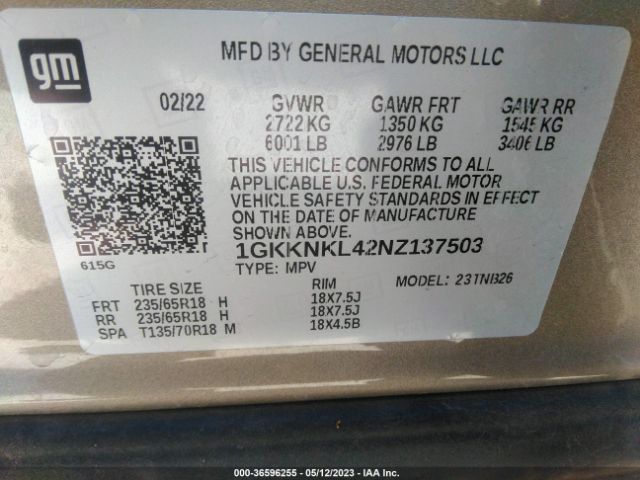 gm
MFD BY GENERAL MOTORS LLC
02/22 GVWR GAWR FRT GAWR RR
2722 KG 1350 KG 1545 KG
6001 LB 2976 LB 3406 LB
THIS VEHICLE CONFORMS TO ALL
APPLICABLE U.S. FEDERAL MOTOR
VEHICLE SAFETY STANDARDS IN EFFECT
ON THE DATE OF MANUFACTURE
SHOWN ABOVE.
1GKKNKL42NZ137503
615G
TYPE: MPV MODEL: 23TNB26
TIRE SIZE RIM
FRT 235/65R18 H 18X7.5J
RR 235/65R18 H 18X7.5J
SPA T135/70R18 M 18X4.5B
© - 36596255 - 05/12/2023 - IAA Inc.